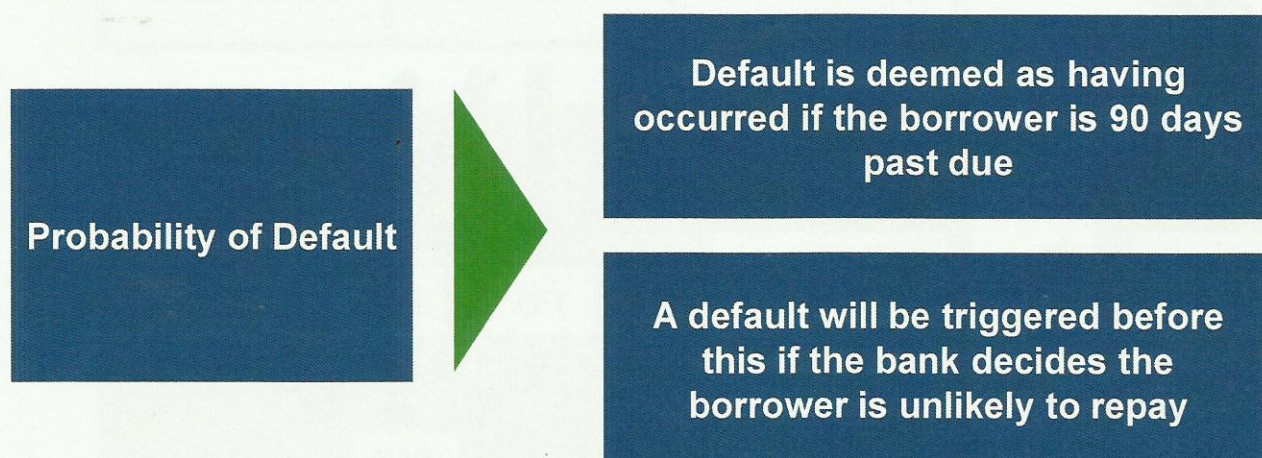 Probability of Default
Default is deemed as having
occurred if the borrower is 90 days
past due
A default will be triggered before
this if the bank decides the
borrower is unlikely to repay